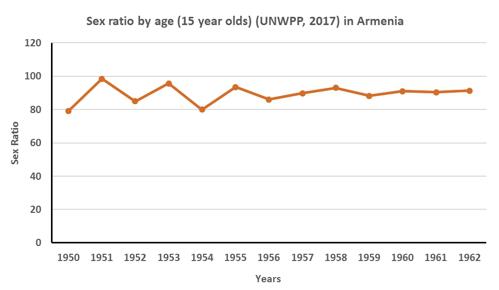 Sex ratio by age (15 year olds) (UNWPP, 2017) in Armenia
120
100
80
60
40
20
0
Sex Ratio
1950 1951 1952 1953 1954 1955 1956 1957 1958 1959 1960 1961 1962
Years